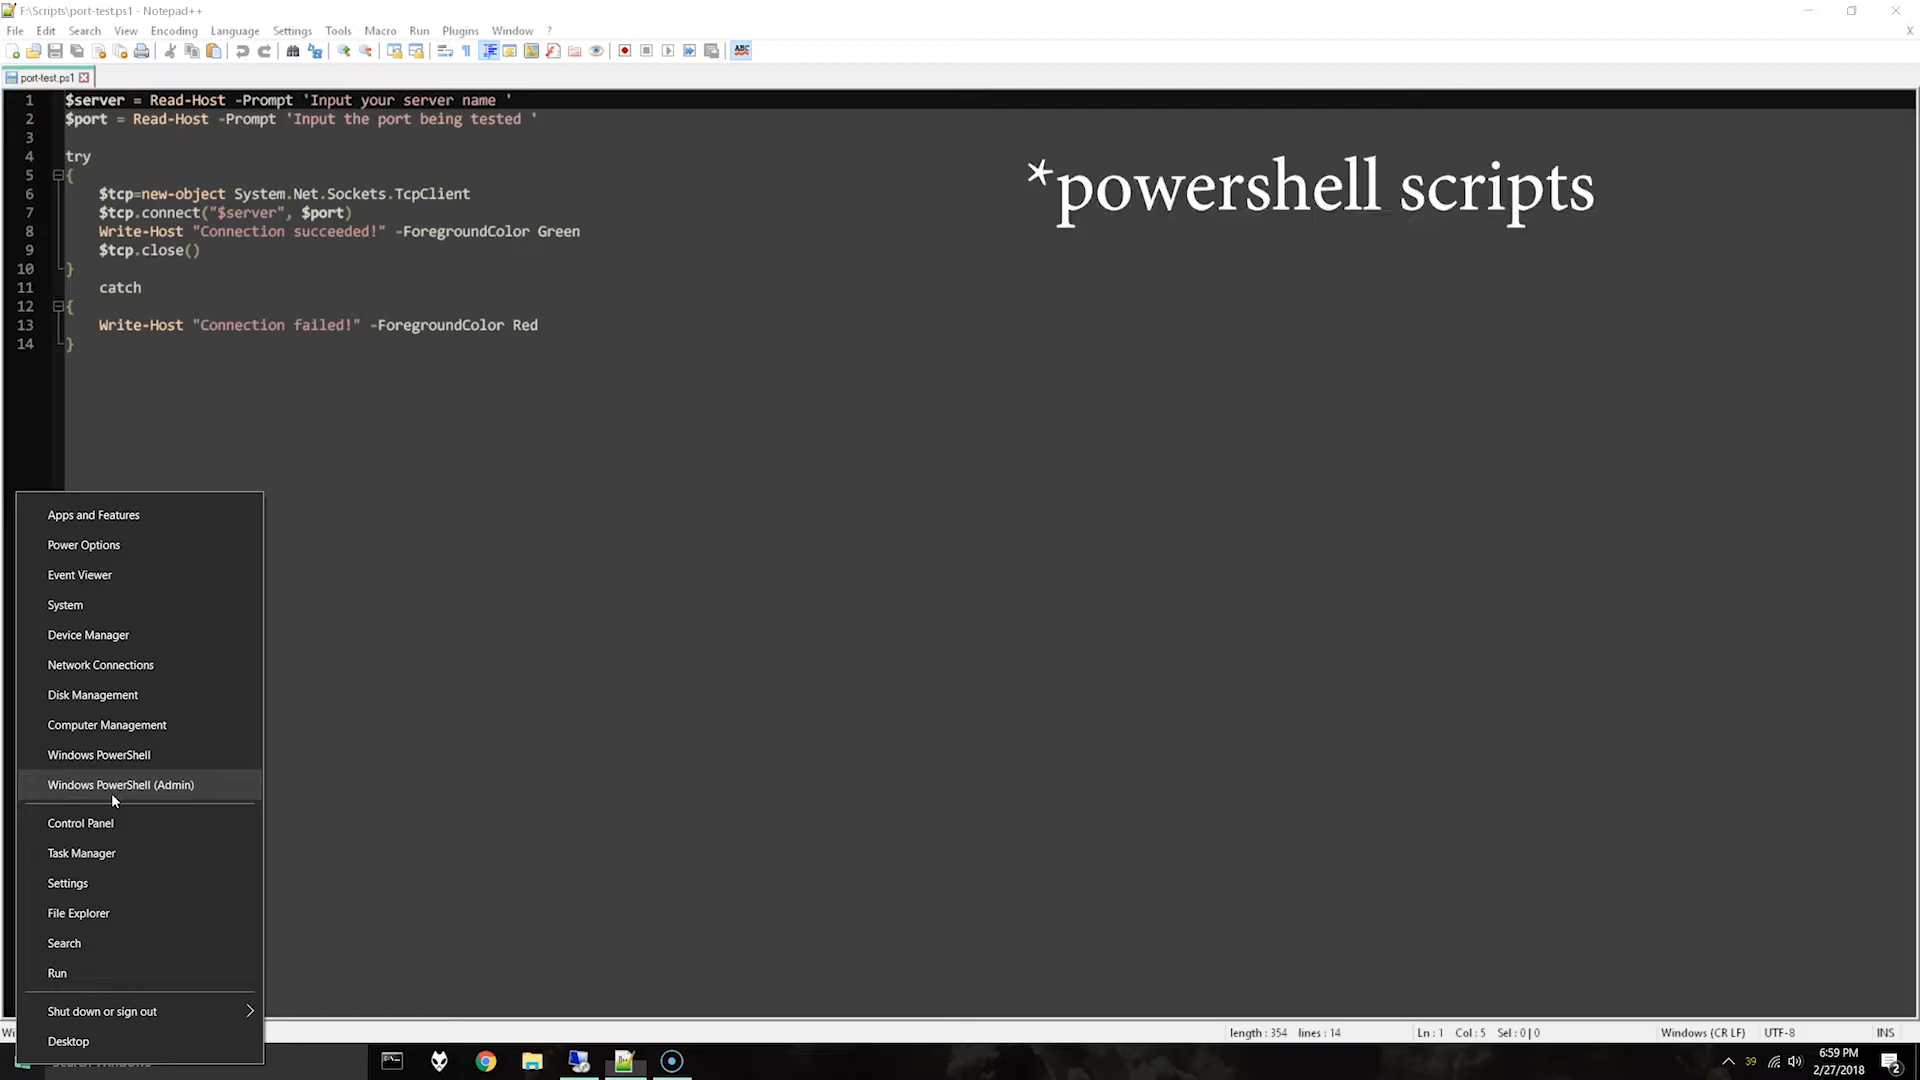 F:\Scripts\port-test.ps1 - Notepad++
File Edit Search View Encoding Language Settings Tools Macro Run Plugins Window ?
X
ABC
port-test.ps1
1 $server = Read-Host -Prompt 'Input your server name '
2 $port = Read-Host -Prompt 'Input the port being tested '
3
4 try
5 {
6 $tcp=new-object System.Net.Sockets.TcpClient
7 $tcp.connect("$server", $port)
8 Write-Host "Connection succeeded!" -ForegroundColor Green
9 $tcp.close()
10 }
11 catch
12 {
13 Write-Host "Connection failed!" -ForegroundColor Red
14 }
*powershell scripts
Apps and Features
Power Options
Event Viewer
System
Device Manager
Network Connections
Disk Management
Computer Management
Windows PowerShell
Windows PowerShell (Admin)
Control Panel
Task Manager
Settings
File Explorer
Search
Run
Shut down or sign out
Desktop
Wi
length : 354 lines : 14 Ln : 1 Col : 5 Sel : 0 | 0 Windows (CR LF) UTF-8 INS
39
6:59 PM
2/27/2018
2